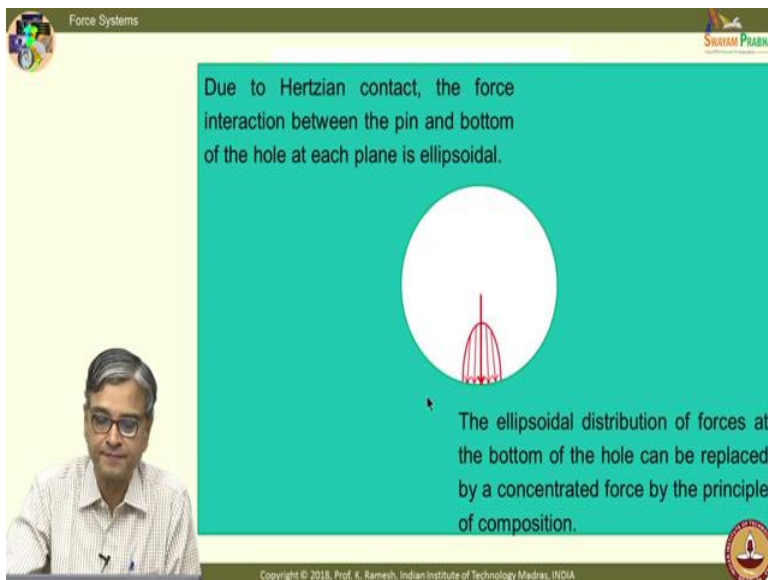 Force Systems
SWAYAM PRABH
Due to Hertzian contact, the force
interaction between the pin and bottom
of the hole at each plane is ellipsoidal.
The ellipsoidal distribution of forces at
the bottom of the hole can be replaced
by a concentrated force by the principle
of composition.
Copyright © 2018, Prof. K. Ramesh, Indian Institute of Technology Madras, INDIA